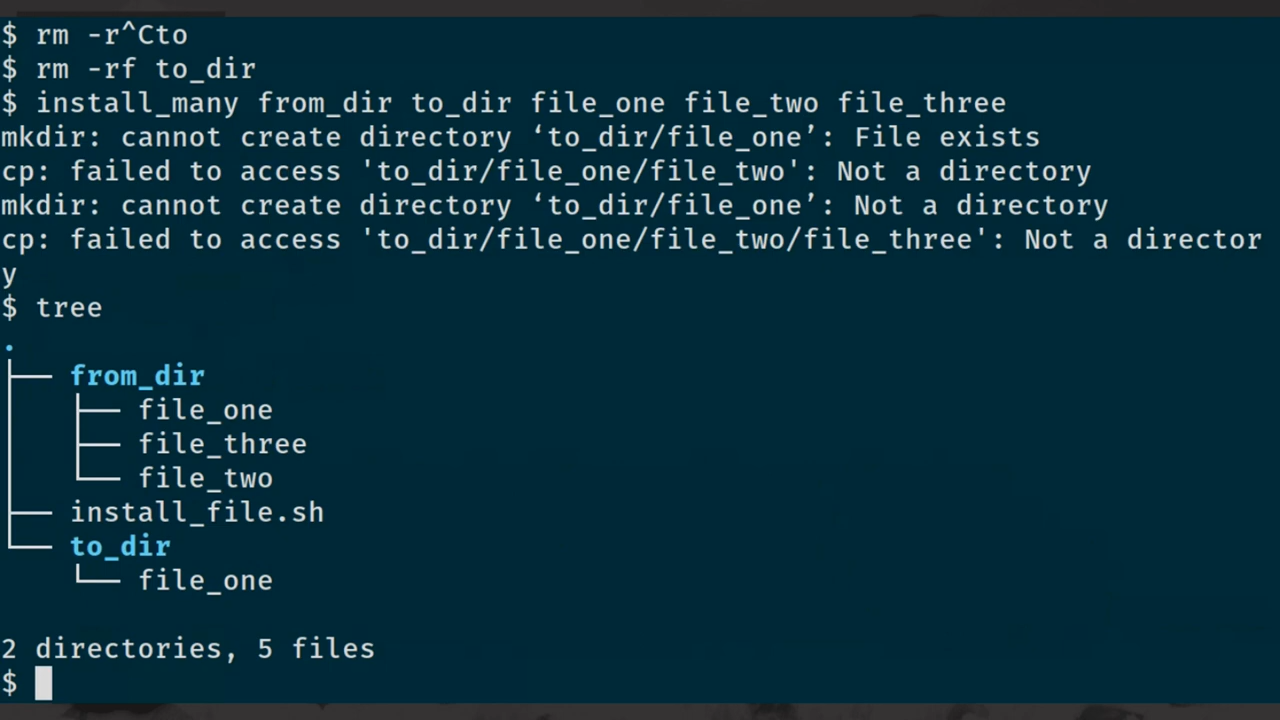 $ rm -r^Cto
$ rm -rf to_dir
$ install_many from_dir to_dir file_one file_two file_three
mkdir: cannot create directory ‘to_dir/file_one’: File exists
cp: failed to access 'to_dir/file_one/file_two': Not a directory
mkdir: cannot create directory ‘to_dir/file_one’: Not a directory
cp: failed to access 'to_dir/file_one/file_two/file_three': Not a director
y
$ tree
.
├── from_dir
│   ├── file_one
│   ├── file_three
│   └── file_two
├── install_file.sh
└── to_dir
    └── file_one
2 directories, 5 files
$